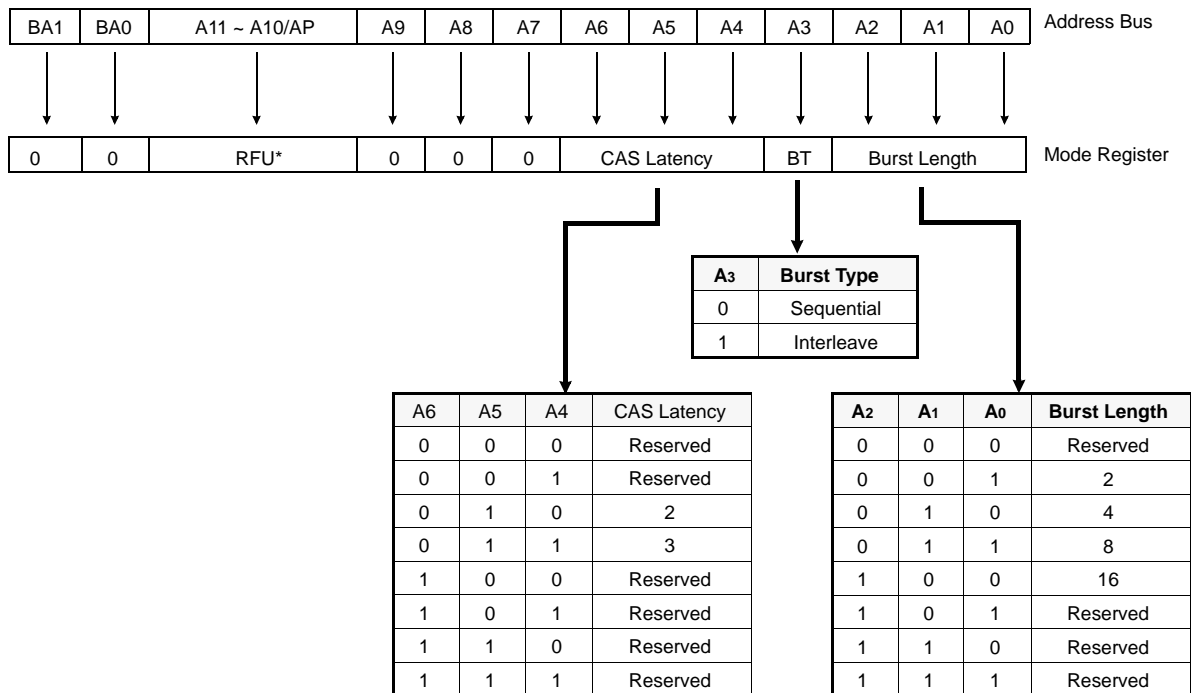 BA1 BA0 A11 ~ A10/AP A9 A8 A7 A6 A5 A4 A3 A2 A1 A0 Address Bus
0 0 RFU* 0 0 0 CAS Latency BT Burst Length Mode Register
A3 Burst Type
0 Sequential
1 Interleave
A6 A5 A4 CAS Latency
0 0 0 Reserved
0 0 1 Reserved
0 1 0 2
0 1 1 3
1 0 0 Reserved
1 0 1 Reserved
1 1 0 Reserved
1 1 1 Reserved
A2 A1 A0 Burst Length
0 0 0 Reserved
0 0 1 2
0 1 0 4
0 1 1 8
1 0 0 16
1 0 1 Reserved
1 1 0 Reserved
1 1 1 Reserved